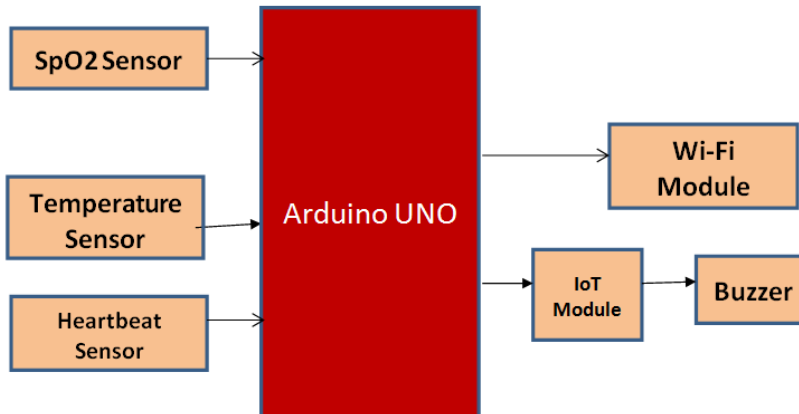 SpO2 Sensor
Temperature
Sensor
Heartbeat
Sensor
Arduino UNO
Wi-Fi
Module
IoT
Module
Buzzer